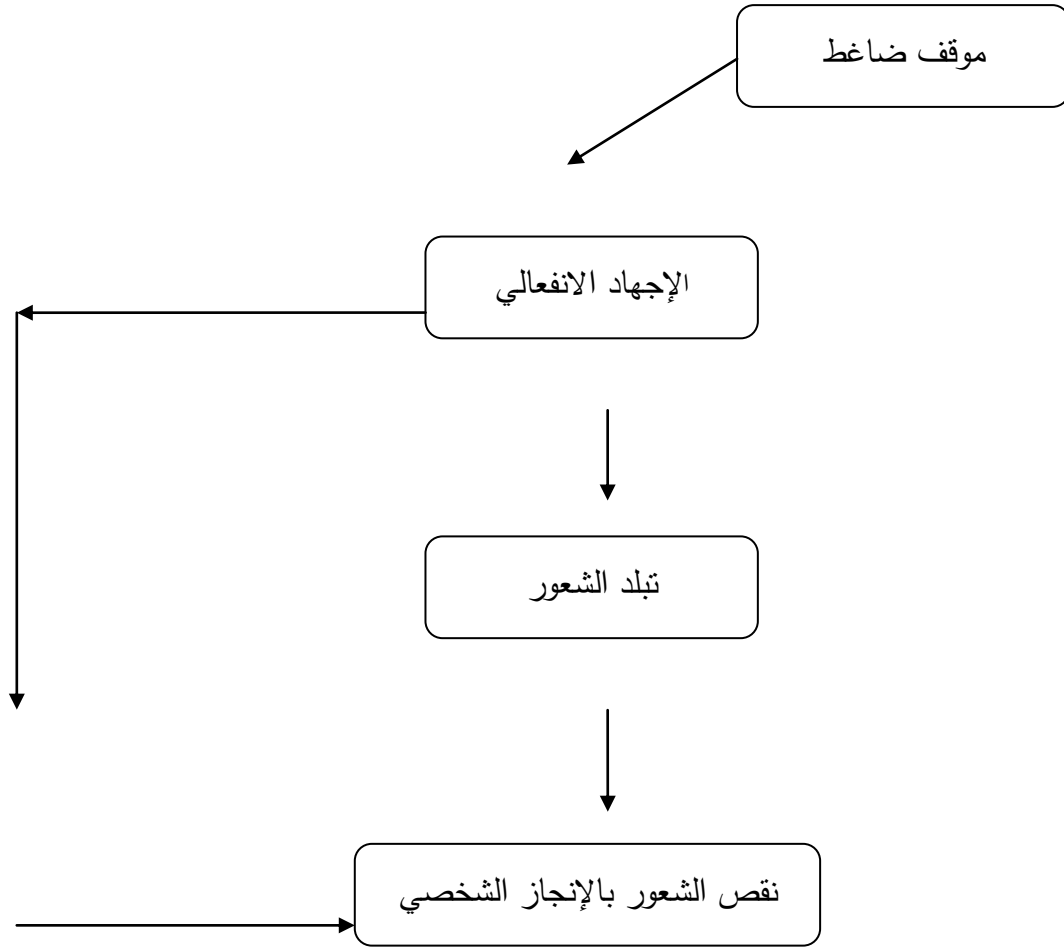 موقف ضاغط
الإجهاد الانفعالي
تبلد الشعور
نقص الشعور بالإنجاز الشخصي